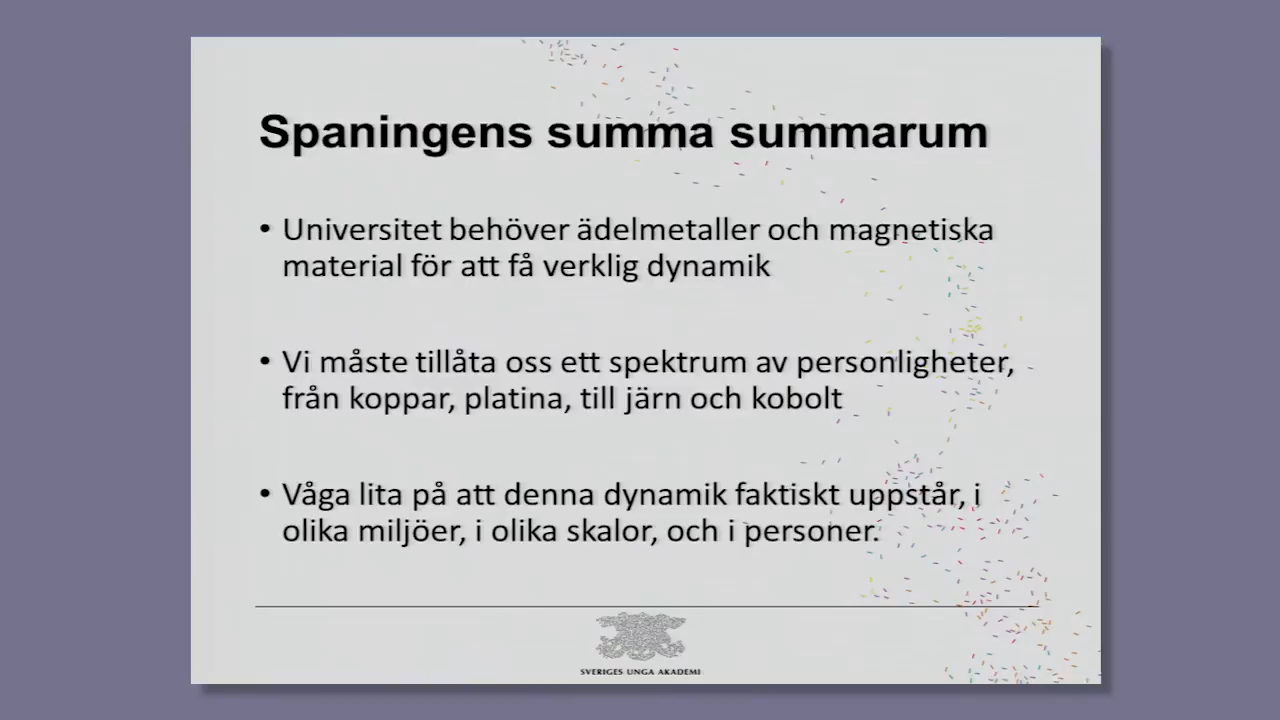 Spaningens summa summarum
• Universitet behöver ädelmetaller och magnetiska
material för att få verklig dynamik
• Vi måste tillåta oss ett spektrum av personligheter,
från koppar, platina, till järn och kobolt
• Våga lita på att denna dynamik faktiskt uppstår, i
olika miljöer, i olika skalor, och i personer.
SVERIGES UNGA AKADEMI